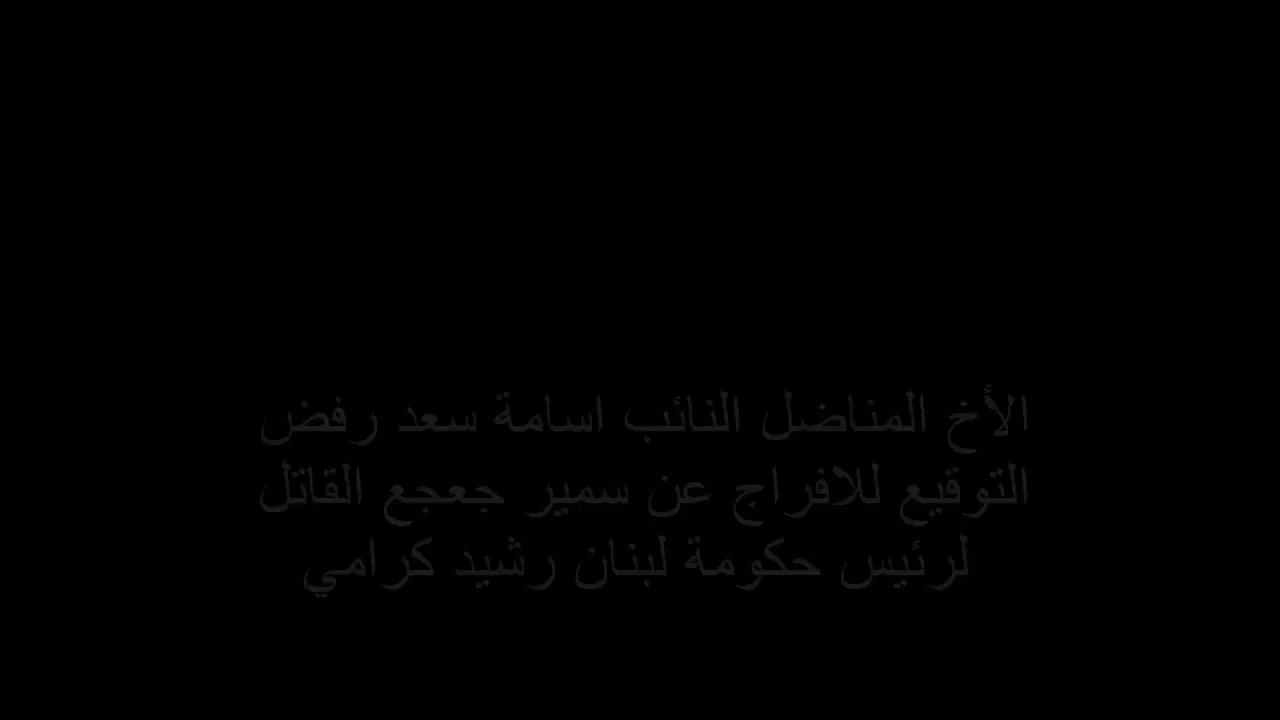 الأخ المناضل النائب اسامة سعد رفض
التوقيع للافراج عن سمير جعجع القاتل
لرئيس حكومة لبنان رشيد كرامي